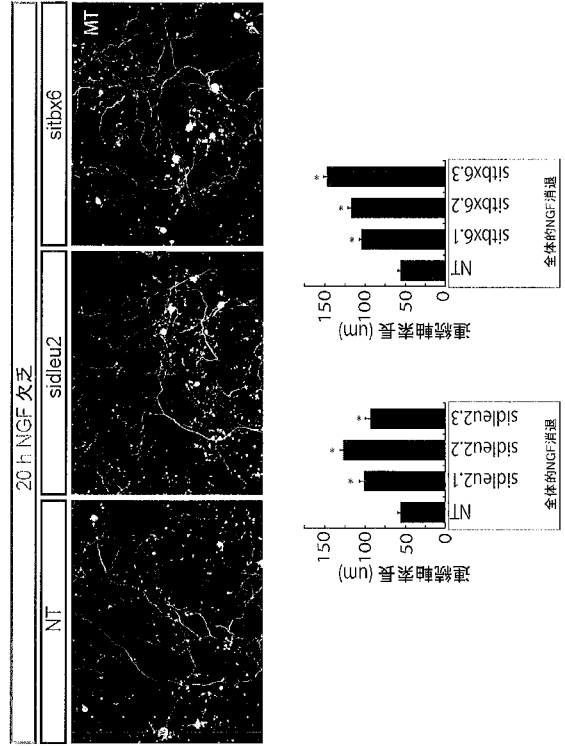 20 h NGF 欠乏
NT
sidleu2
sitbx6
MT
連続軸索長 (um)
150
100
50
0
* * *
NT
sidleu2.1
sidleu2.2
sidleu2.3
全体的NGF消退
連続軸索長 (um)
150
100
50
0
* * *
NT
sitbx6.1
sitbx6.2
sitbx6.3
全体的NGF消退